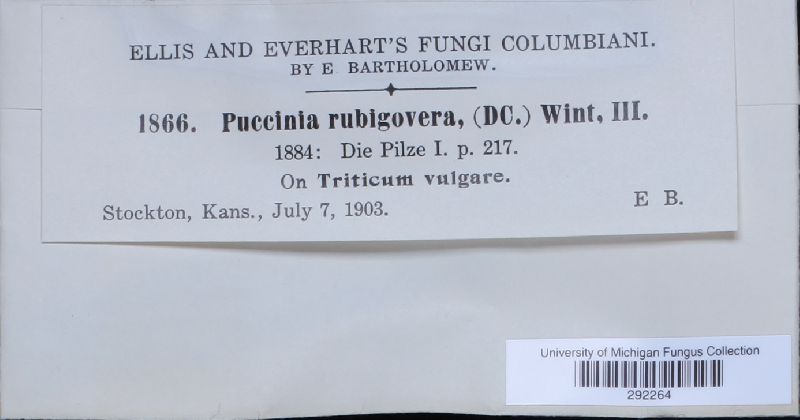 ELLIS AND EVERHART'S FUNGI COLUMBIANI.
BY E BARTHOLOMEW.
1866. Puccinia rubigovera, (DC.) Wint, III.
1884: Die Pilze I. p. 217.
On Triticum vulgare.
Stockton, Kans., July 7, 1903.
E B.
University of Michigan Fungus Collection
292264